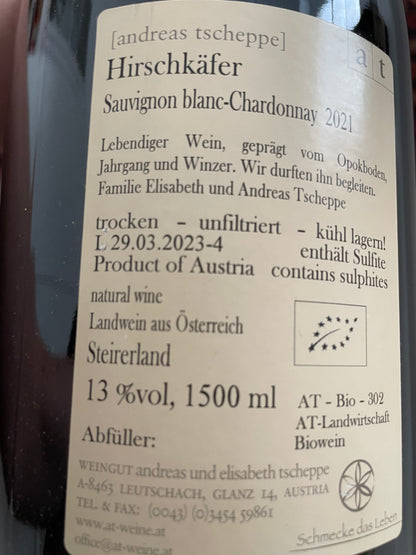 [andreas tscheppe]
a t
Hirschkäfer
Sauvignon blanc-Chardonnay 2021
Lebendiger Wein, geprägt vom Opokboden,
Jahrgang und Winzer. Wir durften ihn begleiten.
Familie Elisabeth und Andreas Tscheppe
trocken - unfiltriert - kühl lagern!
L 29.03.2023-4 enthält Sulfite
Product of Austria contains sulphites
natural wine
Landwein aus Österreich
Steirerland
13 %vol, 1500 ml
AT - Bio - 302
AT-Landwirtschaft
Biowein
Abfüller:
WEINGUT andreas und elisabeth tscheppe
A-8463 LEUTSCHACH, GLANZ 14, AUSTRIA
TEL. & FAX: (0043) (0)3454 59861
www.at-weine.at
office@at-weine.at
Schmecke das Leben